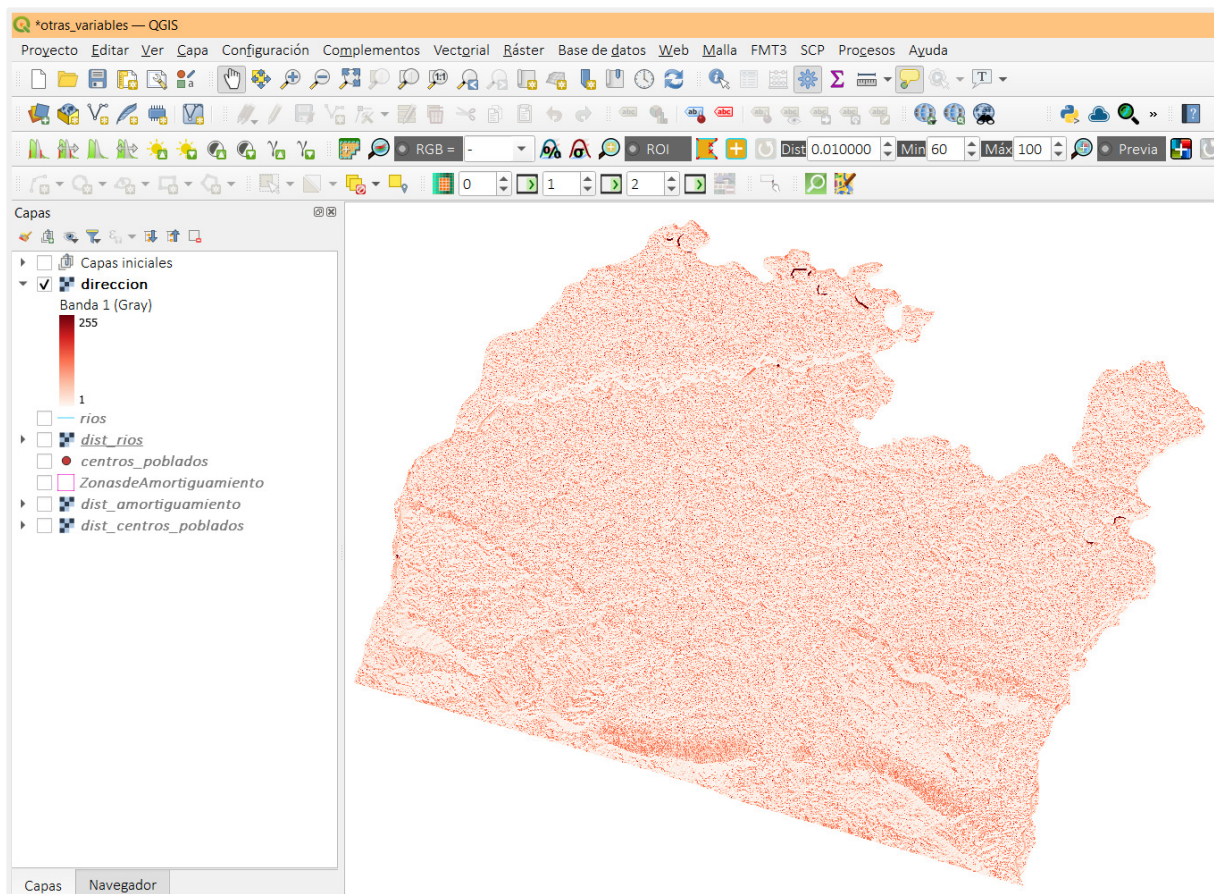 *otras_variables — QGIS
Proyecto Editar Ver Capa Configuración Complementos Vectorial Ráster Base de datos Web Malla FMT3 SCP Procesos Ayuda
RGB = - ROI Dist 0.010000 Min 60 Máx 100 Previa
0 1 2
Capas
Capas iniciales
direccion
Banda 1 (Gray)
255
1
rios
dist_rios
centros_poblados
ZonasdeAmortiguamiento
dist_amortiguamiento
dist_centros_poblados
Capas Navegador